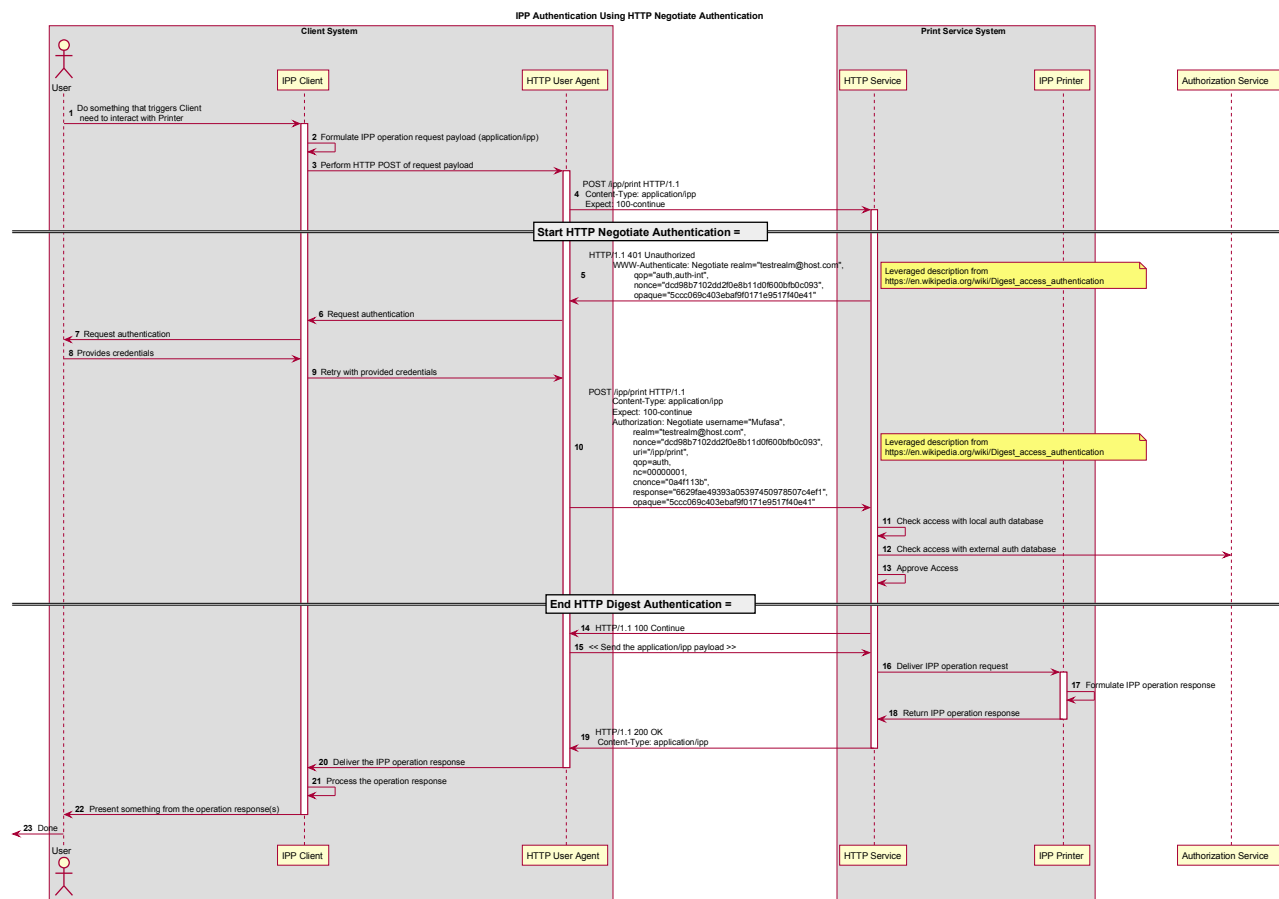 IPP Authentication Using HTTP Negotiate Authentication
Client System
Print Service System
User
IPP Client
HTTP User Agent
HTTP Service
IPP Printer
Authorization Service
1 Do something that triggers Client
need to interact with Printer
2 Formulate IPP operation request payload (application/ipp)
3 Perform HTTP POST of request payload
4 POST /ipp/print HTTP/1.1
Content-Type: application/ipp
Expect: 100-continue
Start HTTP Negotiate Authentication =
5 HTTP/1.1 401 Unauthorized
WWW-Authenticate: Negotiate realm="testrealm@host.com",
qop="auth,auth-int",
nonce="dcd98b7102dd2f0e8b11d0f600bfb0c093",
opaque="5ccc069c403ebaf9f0171e9517f40e41"
Leveraged description from
https://en.wikipedia.org/wiki/Digest_access_authentication
6 Request authentication
7 Request authentication
8 Provides credentials
9 Retry with provided credentials
10 POST /ipp/print HTTP/1.1
Content-Type: application/ipp
Expect: 100-continue
Authorization: Negotiate username="Mufasa",
realm="testrealm@host.com",
nonce="dcd98b7102dd2f0e8b11d0f600bfb0c093",
uri="/ipp/print",
qop=auth,
nc=00000001,
cnonce="0a4f113b",
response="6629fae49393a05397450978507c4ef1",
opaque="5ccc069c403ebaf9f0171e9517f40e41"
Leveraged description from
https://en.wikipedia.org/wiki/Digest_access_authentication
11 Check access with local auth database
12 Check access with external auth database
13 Approve Access
End HTTP Digest Authentication =
14 HTTP/1.1 100 Continue
15 << Send the application/ipp payload >>
16 Deliver IPP operation request
17 Formulate IPP operation response
18 Return IPP operation response
19 HTTP/1.1 200 OK
Content-Type: application/ipp
20 Deliver the IPP operation response
21 Process the operation response
22 Present something from the operation response(s)
23 Done
User
IPP Client
HTTP User Agent
HTTP Service
IPP Printer
Authorization Service